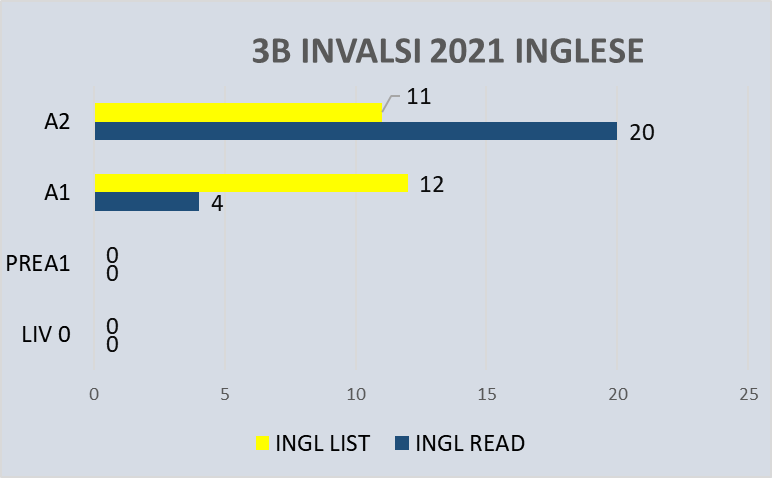 3B INVALSI 2021 INGLESE
A2
11
20
A1
12
4
PREA1
0
0
LIV 0
0
0
0 5 10 15 20 25
INGL LIST INGL READ